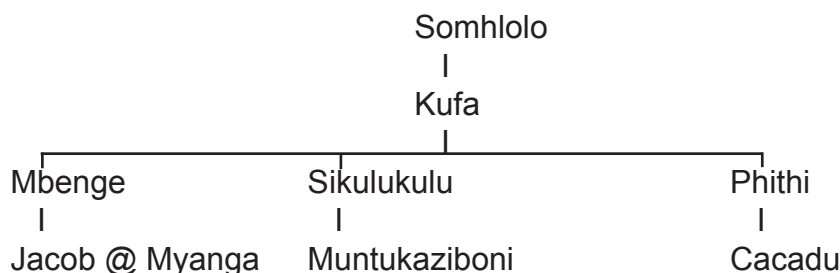 Somhlolo
Kufa
Mbenge Sikulukulu Phithi
Jacob @ Myanga Muntukaziboni Cacadu